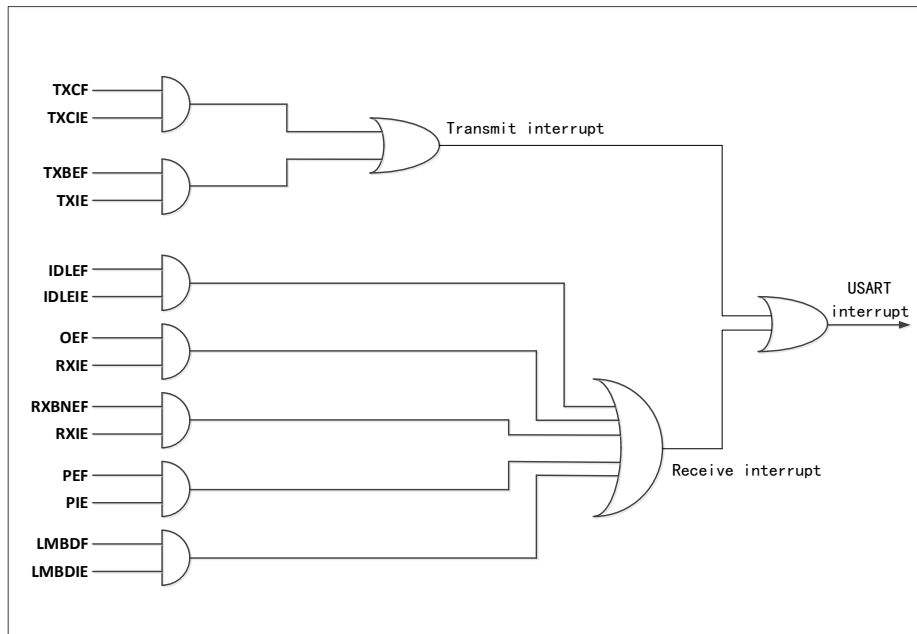 TXCF
TXCIE
Transmit interrupt
TXBEF
TXIE
IDLEF
IDLEIE
USART
interrupt
OEF
RXIE
RXBNEF
RXIE
PEF
PIE
Receive interrupt
LMBDF
LMBDIE